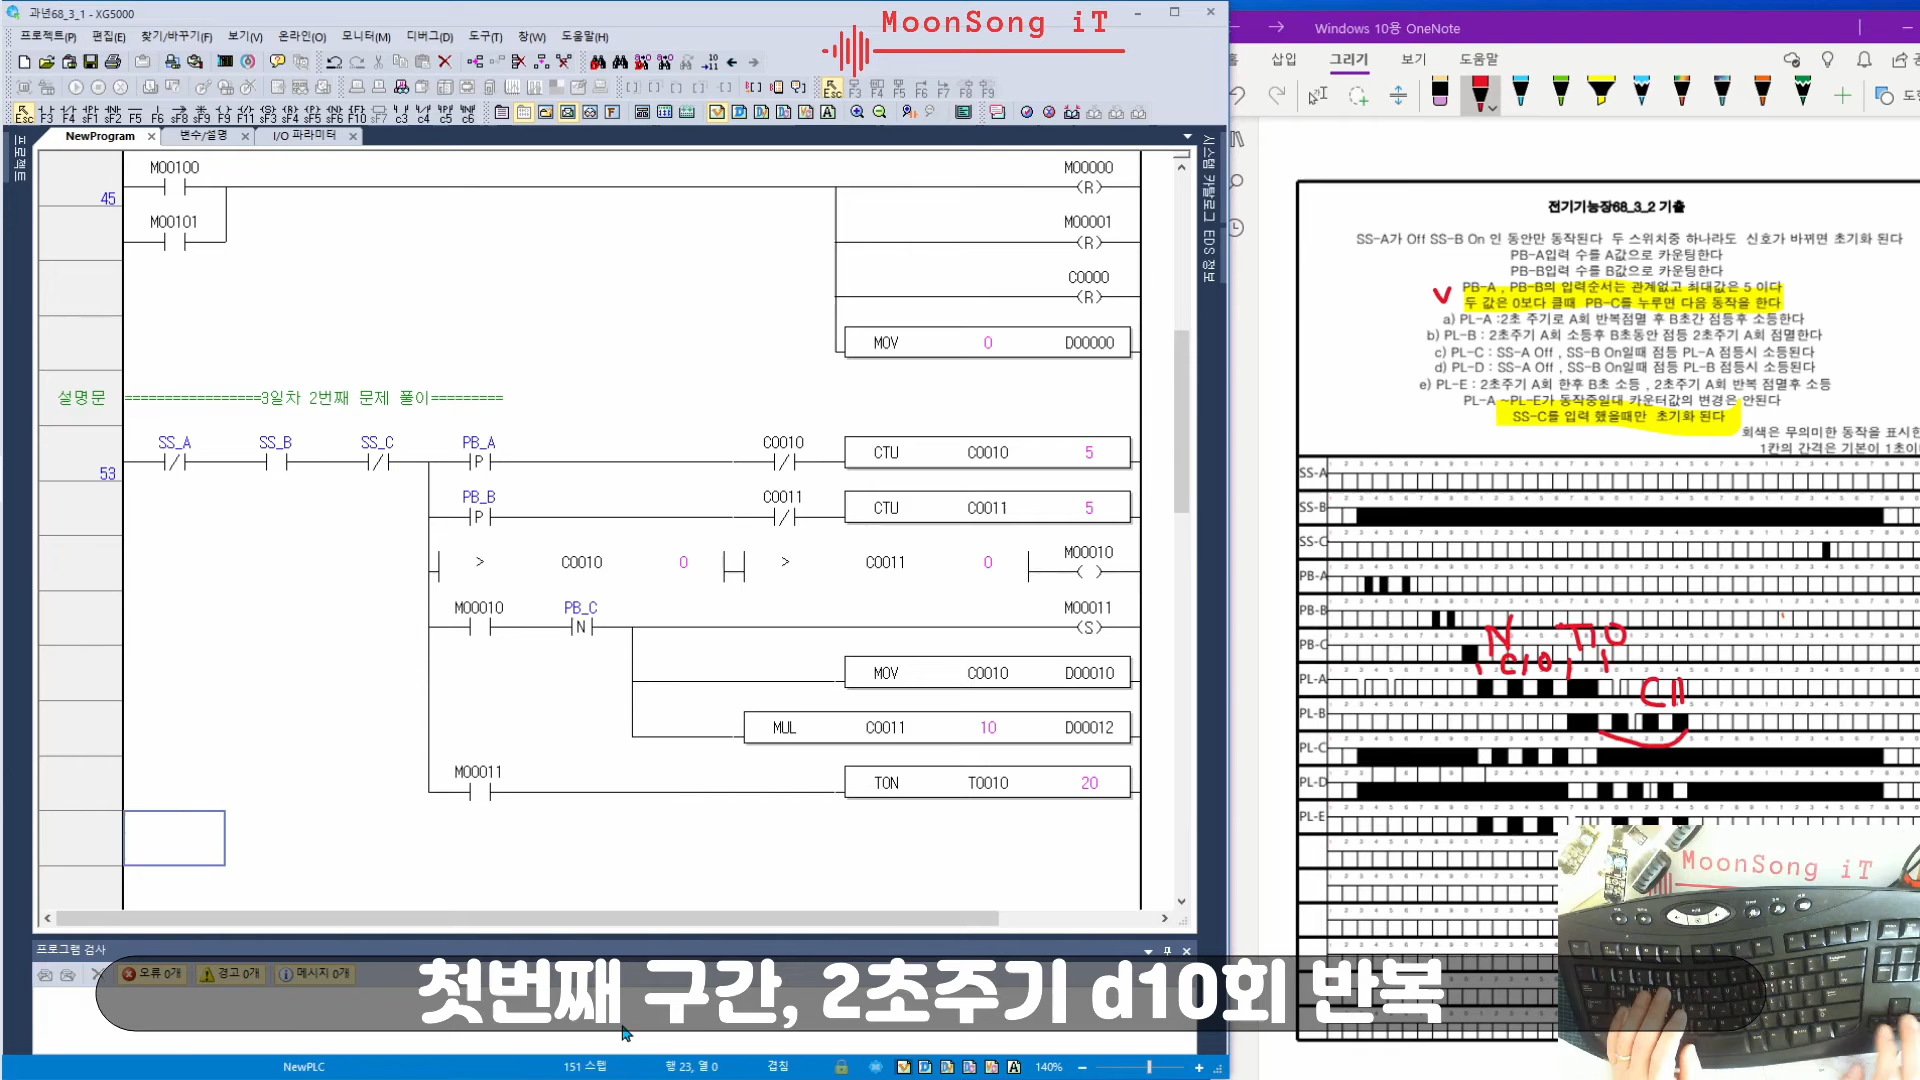 과년68_3_1 - XG5000
MoonSong iT
Windows 10용 OneNote
프로젝트(P) 편집(E) 찾기/바꾸기(F) 보기(V) 온라인(O) 모니터(M) 디버그(D) 도구(T) 창(W) 도움말(H)
삽입 그리기 보기 도움말
NewProgram
변수/설명
I/O 파라미터
프로젝트
시스템 카탈로그 EDS 정보
M00100
M00000
(R)
45
M00101
M00001
(R)
C0000
(R)
MOV 0 D00000
설명문 =================3일차 2번째 문제 풀이=========
SS_A SS_B SS_C PB_A C0010
P CTU C0010 5
53
PB_B C0011
P CTU C0011 5
> C0010 0 > C0011 0 M00010
M00010 PB_C M00011
N (S)
MOV C0010 D00010
MUL C0011 10 D00012
M00011
TON T0010 20
프로그램 검사
오류 0개 경고 0개 메시지 0개
NewPLC 151 스텝 행 23, 열 0 겹침 140%
전기기능장68_3_2 기출
SS-A가 Off SS-B On 인 동안만 동작된다 두 스위치중 하나라도 신호가 바뀌면 초기화 된다
PB-A입력 수를 A값으로 카운팅한다
PB-B입력 수를 B값으로 카운팅한다
PB-A , PB-B의 입력순서는 관계없고 최대값은 5 이다
두 값은 0보다 클때 PB-C를 누루면 다음 동작을 한다
a) PL-A :2초 주기로 A회 반복점멸 후 B초간 점등후 소등한다
b) PL-B : 2초주기 A회 소등후 B초동안 점등 2초주기 A회 점멸한다
c) PL-C : SS-A Off , SS-B On일때 점등 PL-A 점등시 소등된다
d) PL-D : SS-A Off , SS-B On일때 점등 PL-B 점등시 소등된다
e) PL-E : 2초주기 A회 한후 B초 소등 , 2초주기 A회 반복 점멸후 소등
PL-A ~PL-E가 동작중일대 카운터값의 변경은 안된다
SS-C를 입력 했을때만 초기화 된다
회색은 무의미한 동작을 표시한
1칸의 간격은 기본이 1초이
SS-A
SS-B
SS-C
PB-A
PB-B
PB-C
N T10
C10
PL-A
C11
PL-B
PL-C
PL-D
PL-E
MoonSong iT
첫번째 구간, 2초주기 d10회 반복